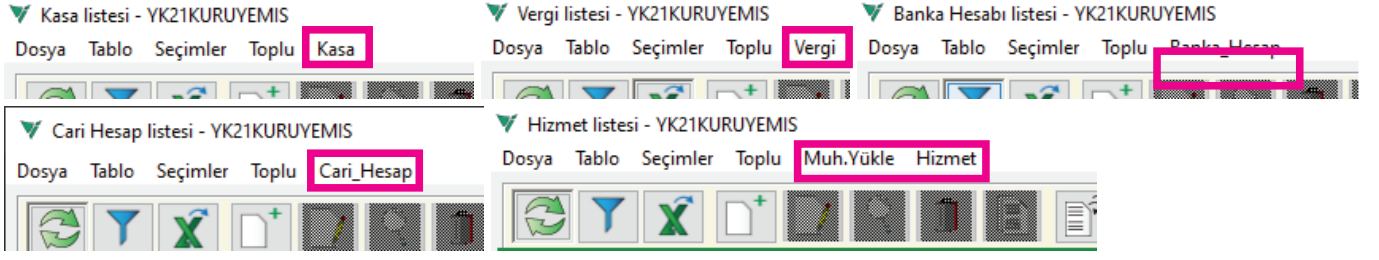 Kasa listesi - YK21KURUYEMIS
Dosya Tablo Seçimler Toplu Kasa
Vergi listesi - YK21KURUYEMIS
Dosya Tablo Seçimler Toplu Vergi
Banka Hesabı listesi - YK21KURUYEMIS
Dosya Tablo Seçimler Toplu Banka_Hesap
Cari Hesap listesi - YK21KURUYEMIS
Dosya Tablo Seçimler Toplu Cari_Hesap
Hizmet listesi - YK21KURUYEMIS
Dosya Tablo Seçimler Toplu Muh.Yükle Hizmet